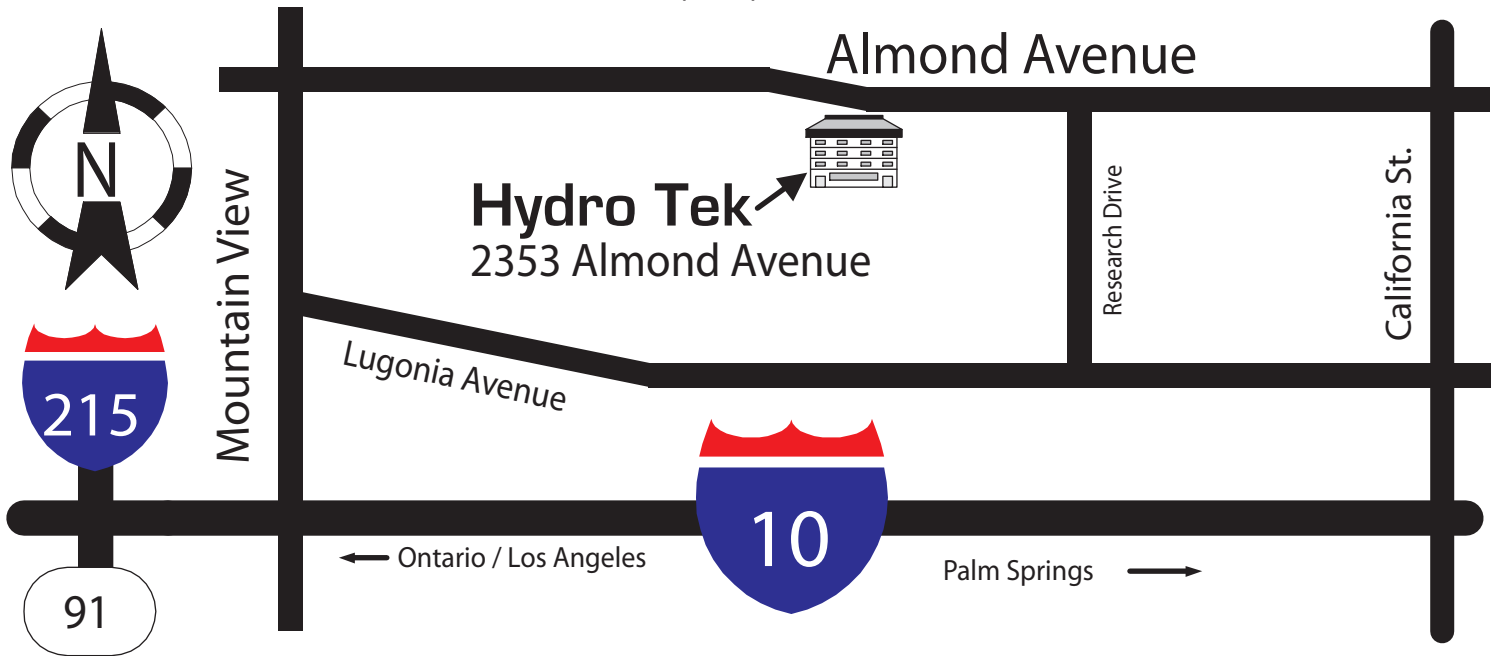 Almond Avenue
N
Mountain View
Hydro Tek
2353 Almond Avenue
Research Drive
California St.
Lugonia Avenue
215
10
Ontario / Los Angeles
Palm Springs
91